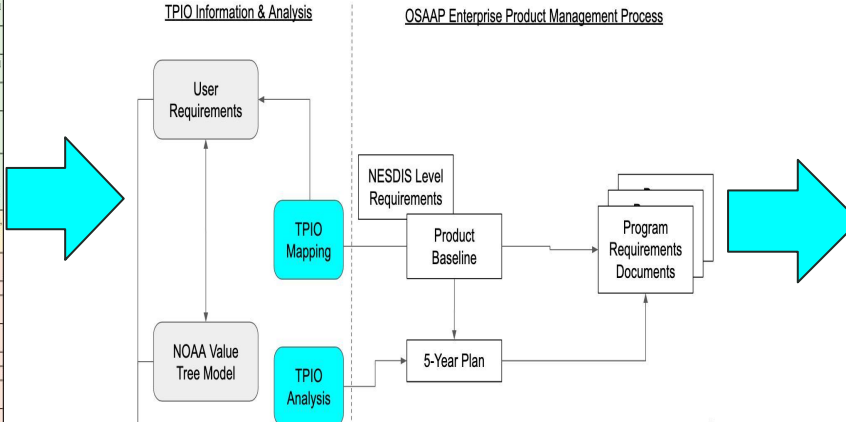 TPIO Information & Analysis
OSAAP Enterprise Product Management Process
User
Requirements
NESDIS Level
Requirements
TPIO
Mapping
Product
Baseline
Program
Requirements
Documents
NOAA Value
Tree Model
TPIO
Analysis
5-Year Plan